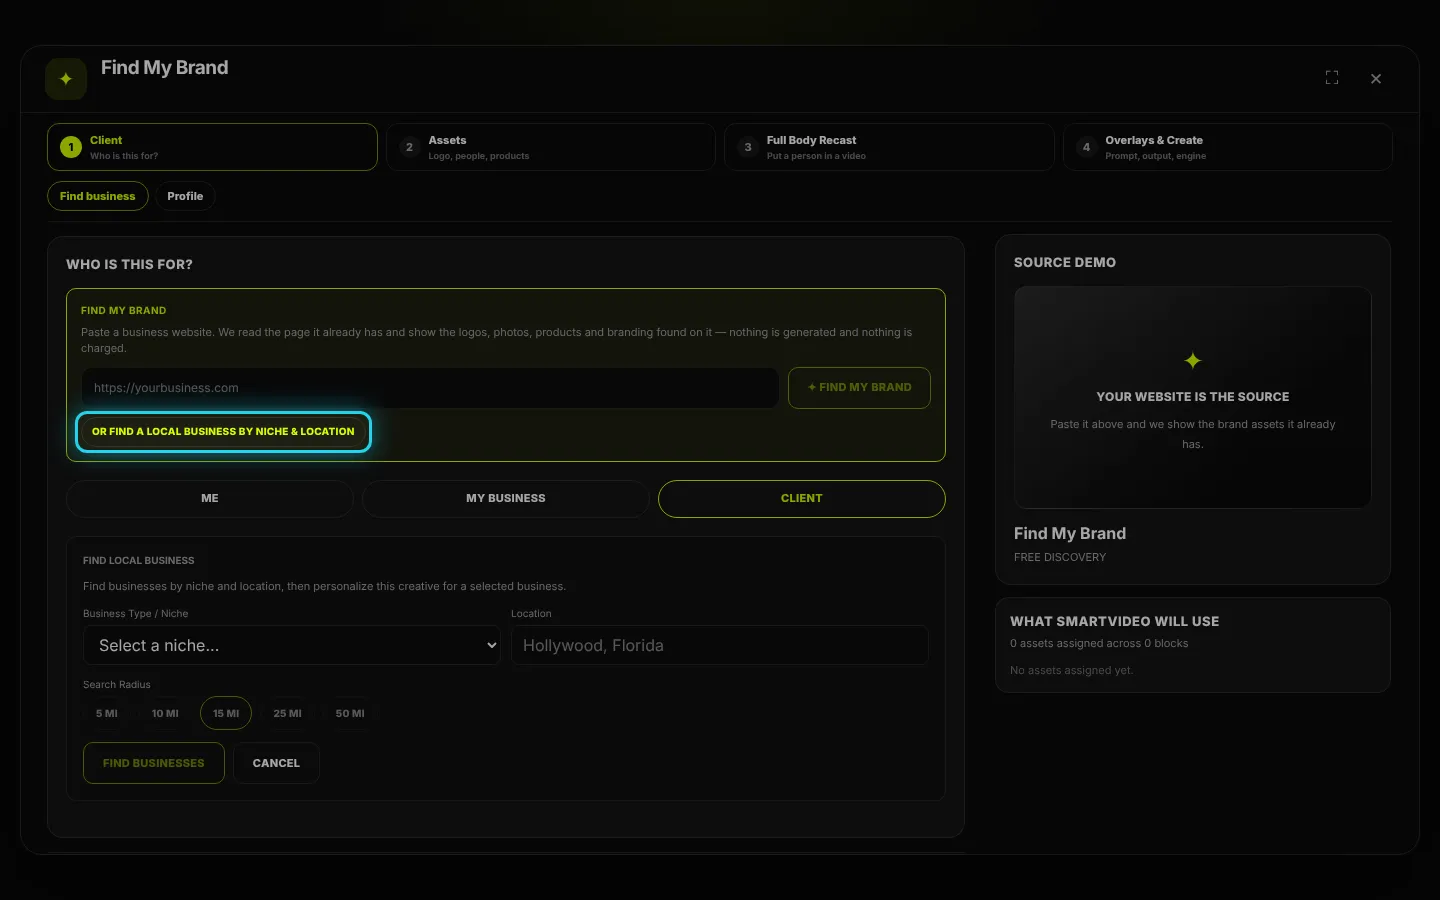 Find My Brand
1
Client
Who is this for?
2
Assets
Logo, people, products
3
Full Body Recast
Put a person in a video
4
Overlays & Create
Prompt, output, engine
Find business
Profile
WHO IS THIS FOR?
FIND MY BRAND
Paste a business website. We read the page it already has and show the logos, photos, products and branding found on it — nothing is generated and nothing is
charged.
https://yourbusiness.com
FIND MY BRAND
OR FIND A LOCAL BUSINESS BY NICHE & LOCATION
ME
MY BUSINESS
CLIENT
FIND LOCAL BUSINESS
Find businesses by niche and location, then personalize this creative for a selected business.
Business Type / Niche
Location
Select a niche...
Hollywood, Florida
Search Radius
5 MI
10 MI
15 MI
25 MI
50 MI
FIND BUSINESSES
CANCEL
SOURCE DEMO
YOUR WEBSITE IS THE SOURCE
Paste it above and we show the brand assets it already
has.
Find My Brand
FREE DISCOVERY
WHAT SMARTVIDEO WILL USE
0 assets assigned across 0 blocks
No assets assigned yet.